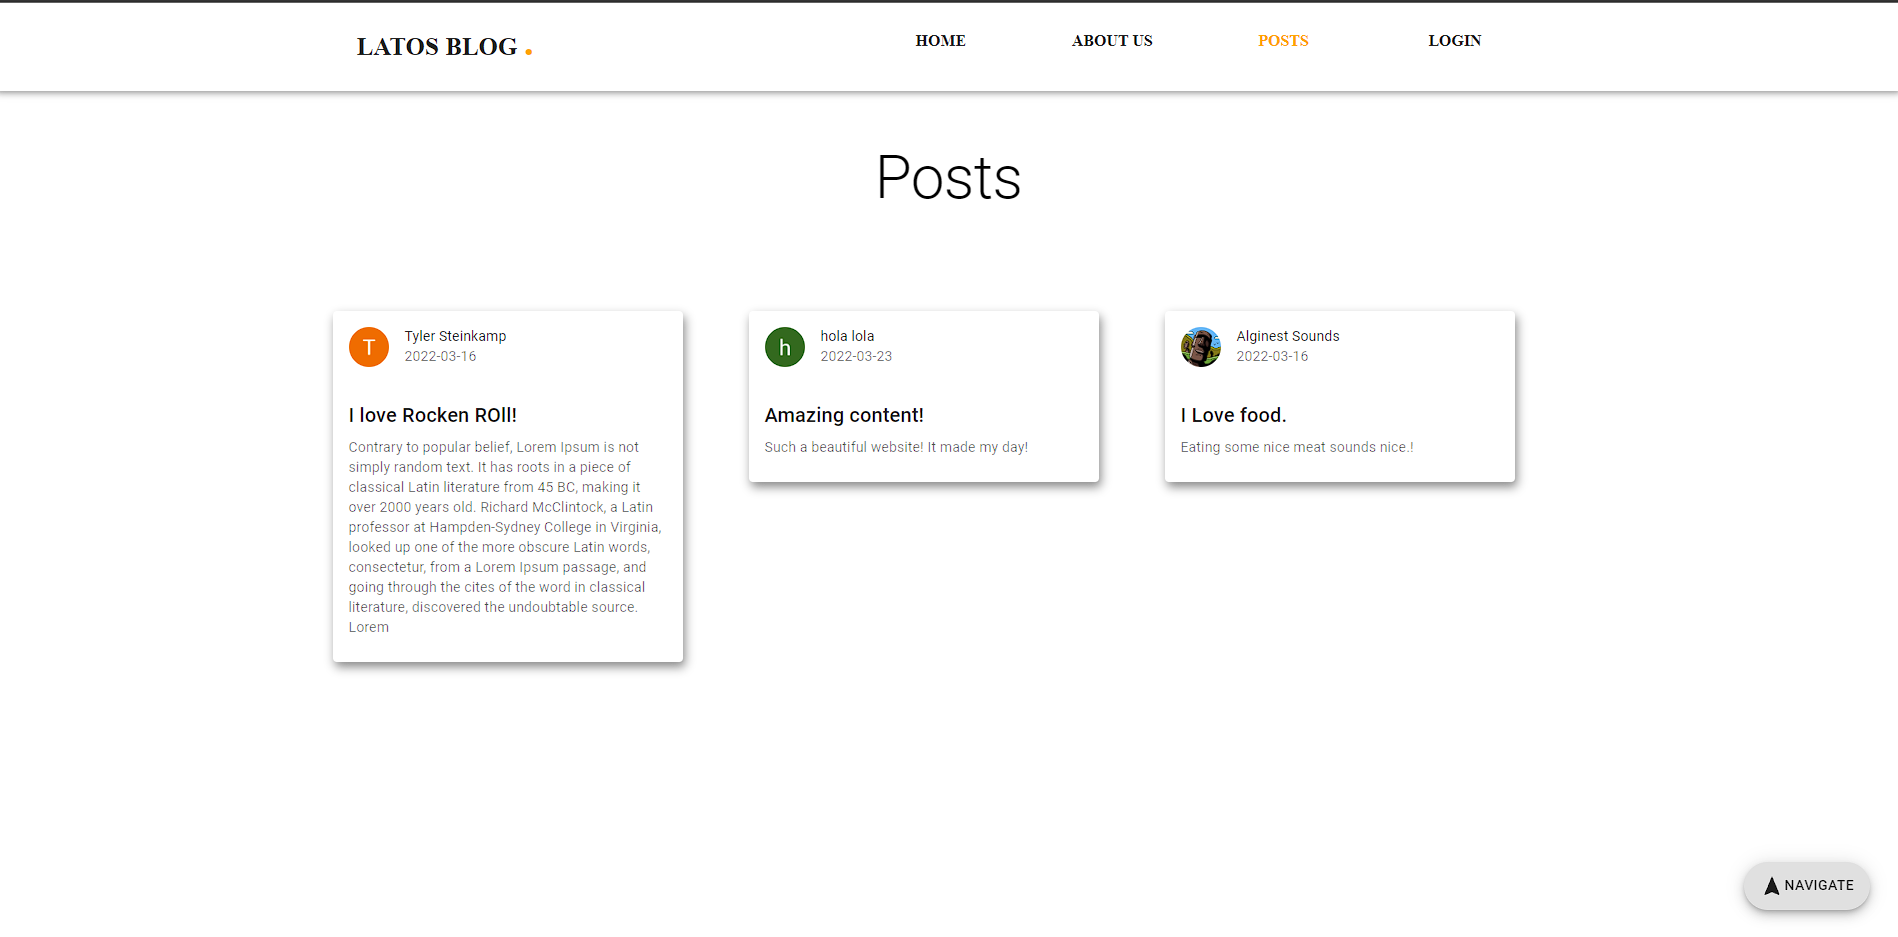 LATOS BLOG .
HOME
ABOUT US
POSTS
LOGIN
Posts
T
Tyler Steinkamp
2022-03-16
I love Rocken ROll!
Contrary to popular belief, Lorem Ipsum is not
simply random text. It has roots in a piece of
classical Latin literature from 45 BC, making it
over 2000 years old. Richard McClintock, a Latin
professor at Hampden-Sydney College in Virginia,
looked up one of the more obscure Latin words,
consectetur, from a Lorem Ipsum passage, and
going through the cites of the word in classical
literature, discovered the undoubtable source.
Lorem
h
hola lola
2022-03-23
Amazing content!
Such a beautiful website! It made my day!
Alginest Sounds
2022-03-16
I Love food.
Eating some nice meat sounds nice.!
NAVIGATE